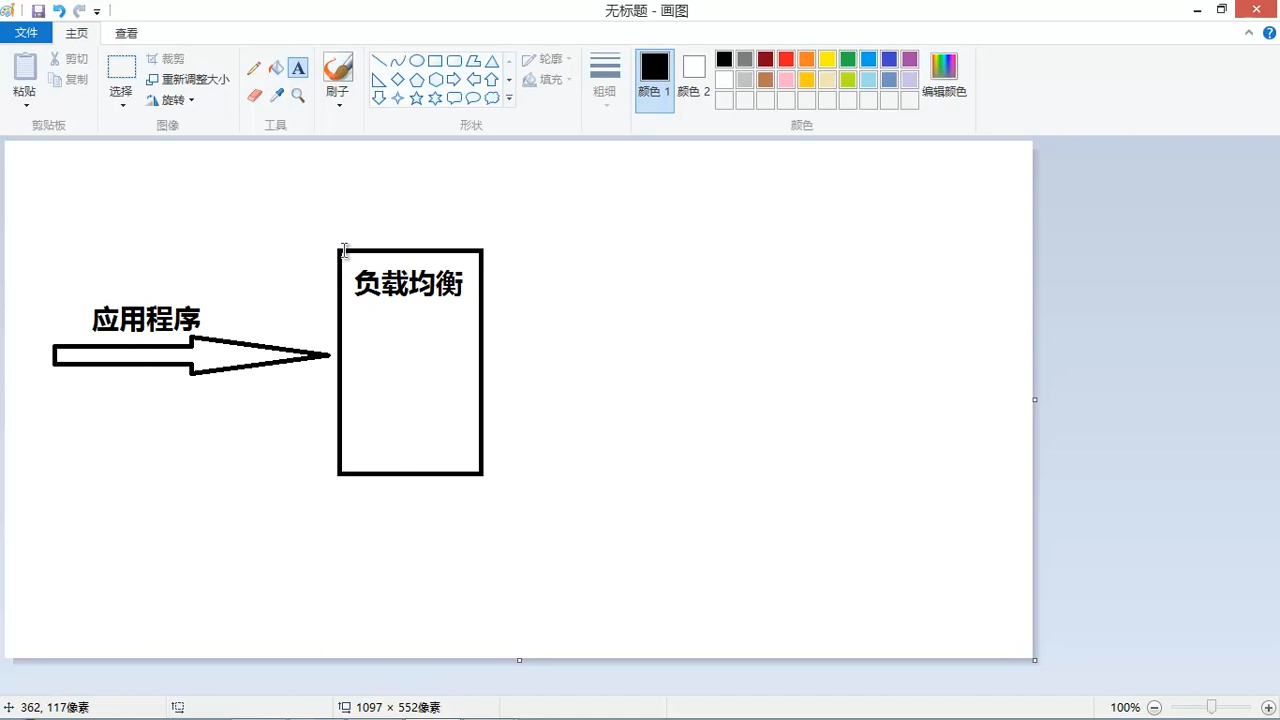 无标题 - 画图
文件 主页 查看
粘贴 剪切 复制
选择 裁剪 重新调整大小 旋转
A
刷子
轮廓 填充
粗细
颜色 1 颜色 2
编辑颜色
剪贴板 图像 工具 形状 颜色
负载均衡
应用程序
362, 117像素 1097 × 552像素 100%